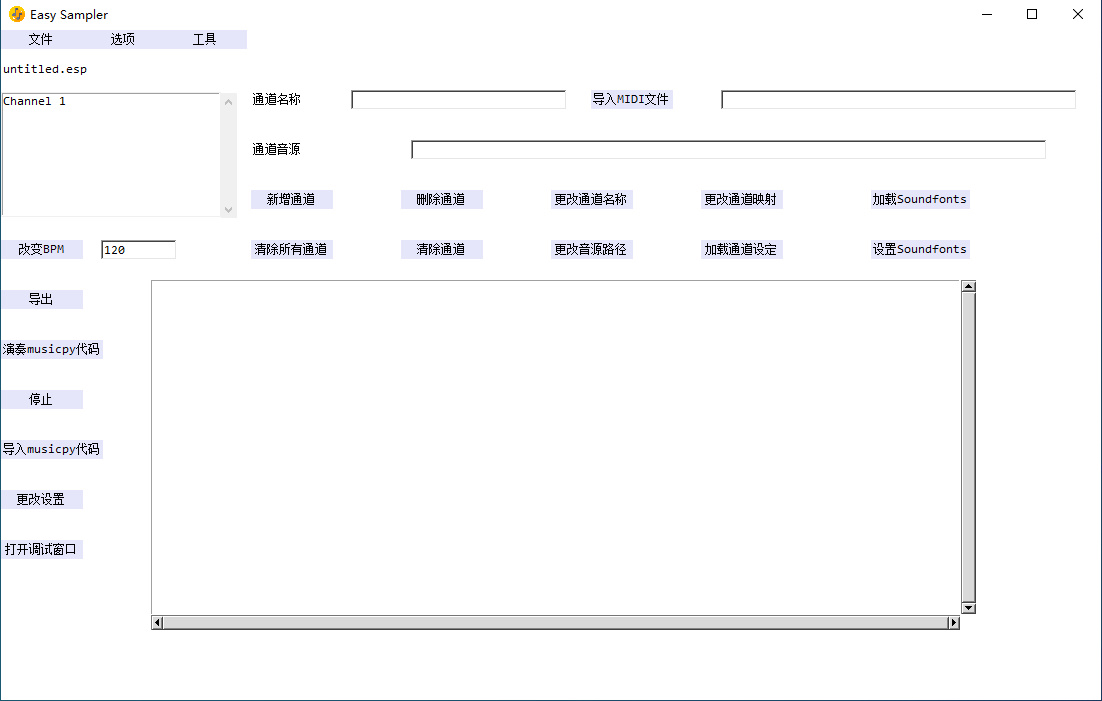 Easy Sampler
文件 选项 工具
untitled.esp
Channel 1
通道名称 导入MIDI文件
通道音源
新增通道 删除通道 更改通道名称 更改通道映射 加载Soundfonts
改变BPM 120 清除所有通道 清除通道 更改音源路径 加载通道设定 设置Soundfonts
导出
演奏musicpy代码
停止
导入musicpy代码
更改设置
打开调试窗口